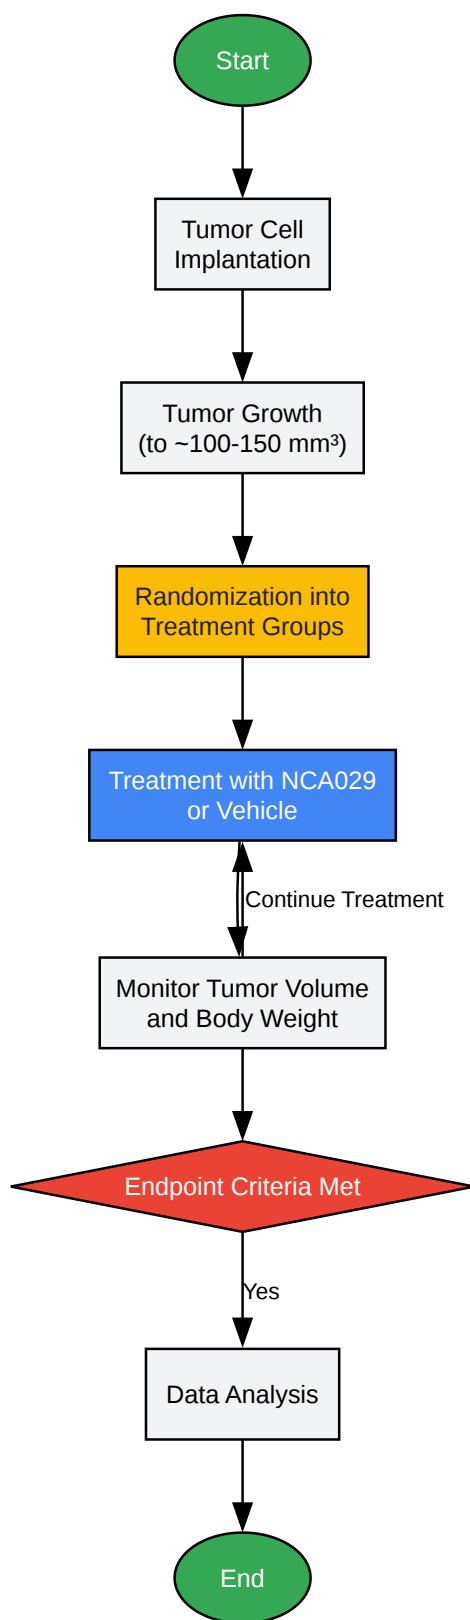 Start
Tumor Cell
Implantation
Tumor Growth
(to ~100-150 mm³)
Randomization into
Treatment Groups
Treatment with NCA029
or Vehicle
Continue Treatment
Monitor Tumor Volume
and Body Weight
Endpoint Criteria Met
Yes
Data Analysis
End